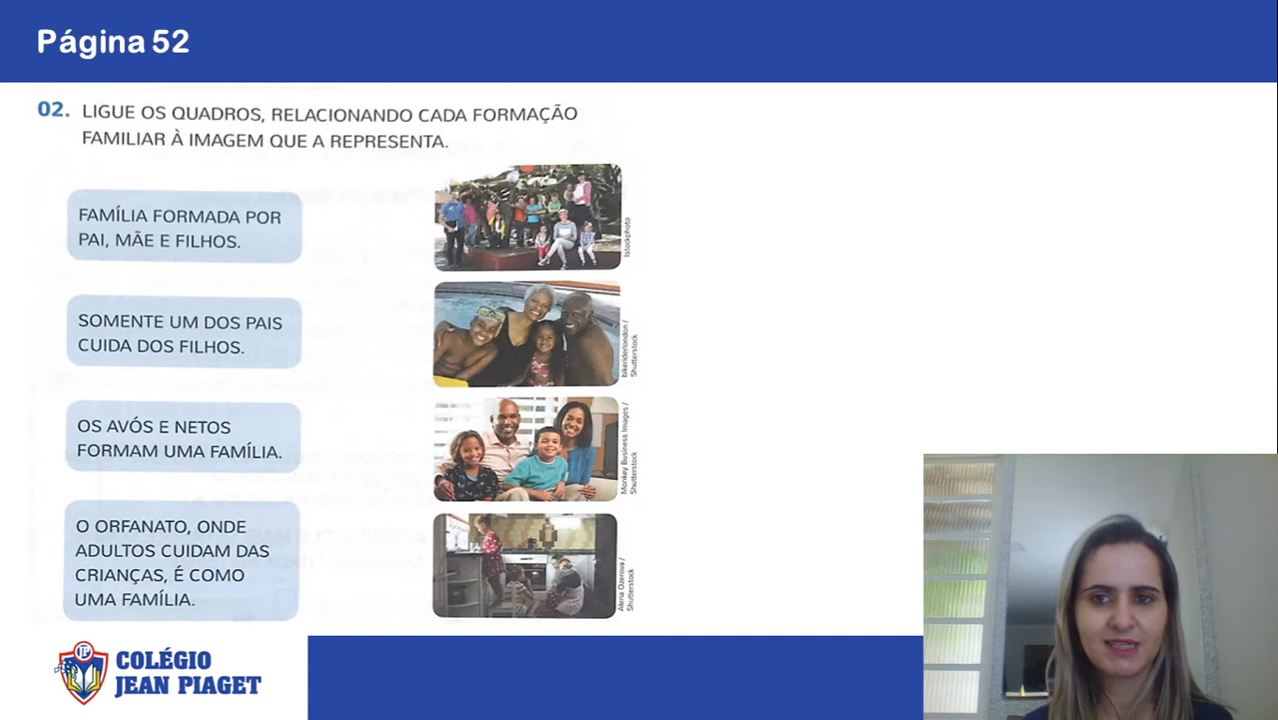 Página 52
02. LIGUE OS QUADROS, RELACIONANDO CADA FORMAÇÃO
FAMILIAR À IMAGEM QUE A REPRESENTA.
FAMÍLIA FORMADA POR
PAI, MÃE E FILHOS.
SOMENTE UM DOS PAIS
CUIDA DOS FILHOS.
OS AVÓS E NETOS
FORMAM UMA FAMÍLIA.
O ORFANATO, ONDE
ADULTOS CUIDAM DAS
CRIANÇAS, É COMO
UMA FAMÍLIA.
Istockphoto
bikeriderlondon /
Shutterstock
Monkey Business Images /
Shutterstock
Alena Ozerova /
Shutterstock
COLÉGIO
JEAN PIAGET